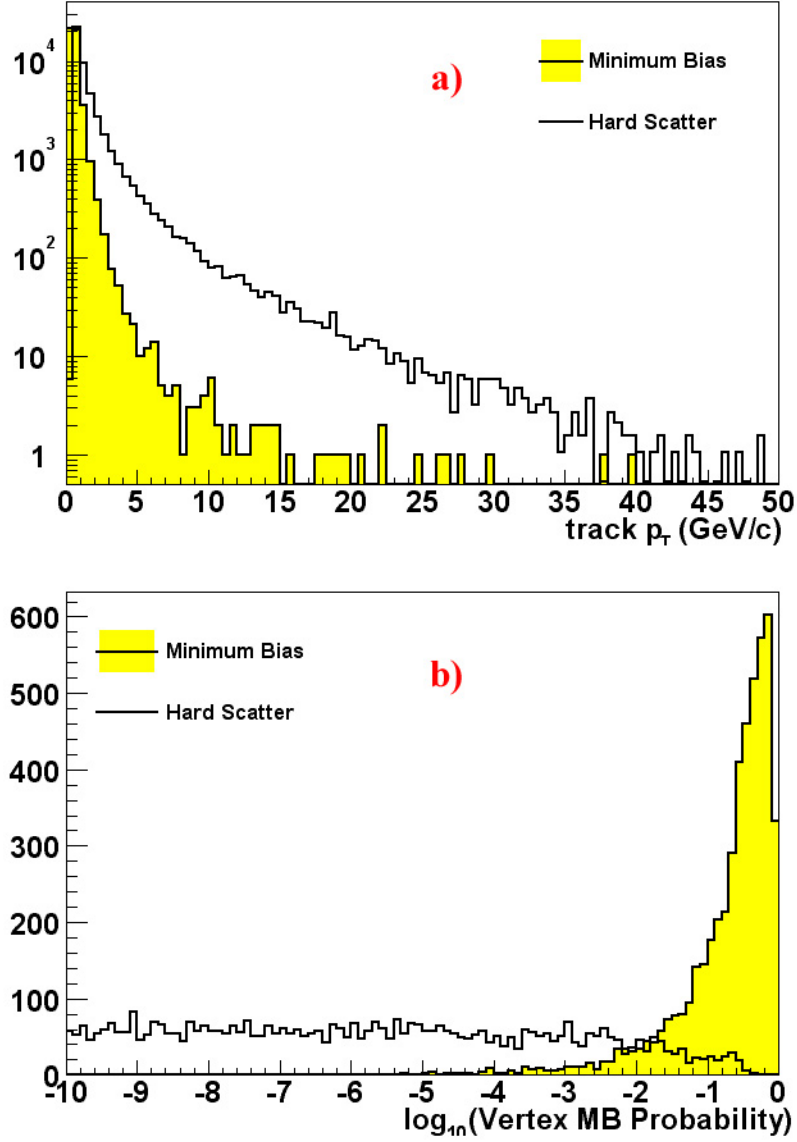 10^4
10^3
10^2
10
1
a)
Minimum Bias
Hard Scatter
0 5 10 15 20 25 30 35 40 45 50
track p_T (GeV/c)
600
500
400
300
200
100
0
Minimum Bias
Hard Scatter
b)
-10 -9 -8 -7 -6 -5 -4 -3 -2 -1 0
log_10(Vertex MB Probability)